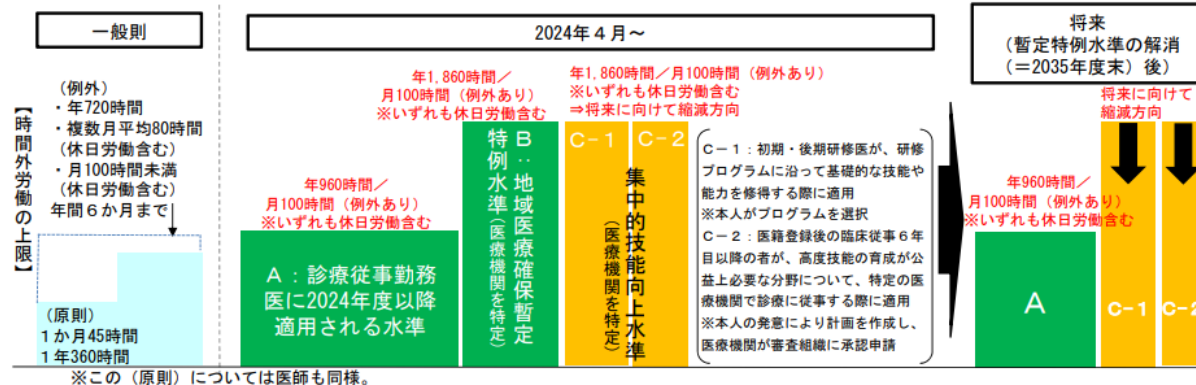 一般則
2024年4月~
将来
(暫定特例水準の解消
(=2035年度末)後)
【時間外労働の上限】
(例外)
・年720時間
・複数月平均80時間
(休日労働含む)
・月100時間未満
(休日労働含む)
年間6か月まで
(原則)
1か月45時間
1年360時間
年960時間/
月100時間(例外あり)
※いずれも休日労働含む
A:診療従事勤務
医に2024年度以降
適用される水準
年1,860時間/
月100時間(例外あり)
※いずれも休日労働含む
B:地域医療確保暫定
特例水準(医療機関を特定)
年1,860時間/月100時間(例外あり)
※いずれも休日労働含む
⇒将来に向けて縮減方向
C-1
C-2
集中的技能向上水準
(医療機関を特定)
C-1:初期・後期研修医が、研修
プログラムに沿って基礎的な技能や
能力を修得する際に適用
※本人がプログラムを選択
C-2:医籍登録後の臨床従事6年
目以降の者が、高度技能の育成が公
益上必要な分野について、特定の医
療機関で診療に従事する際に適用
※本人の発意により計画を作成し、
医療機関が審査組織に承認申請
将来に向けて
縮減方向
年960時間/
月100時間(例外あり)
※いずれも休日労働含む
A
C-1
C-2
※この(原則)については医師も同様。